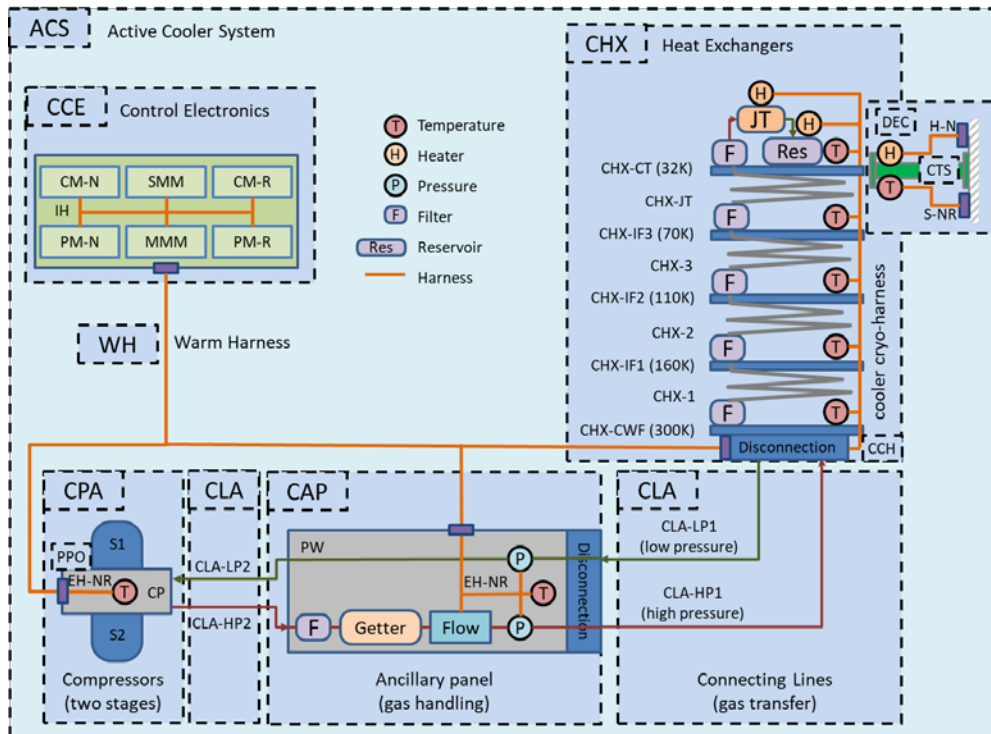 ACS
Active Cooler System
CCE
Control Electronics
CM-N
SMM
CM-R
IH
PM-N
MMM
PM-R
T Temperature
H Heater
P Pressure
F Filter
Res Reservoir
Harness
WH
Warm Harness
CHX
Heat Exchangers
H
JT
H
F
Res
T
CHX-CT (32K)
CHX-JT
F
T
CHX-IF3 (70K)
CHX-3
F
T
CHX-IF2 (110K)
CHX-2
F
T
CHX-IF1 (160K)
CHX-1
F
T
CHX-CWF (300K)
Disconnection
cooler cryo-harness
CCH
DEC
H-N
H
CTS
T
S-NR
CPA
S1
PPO
EH-NR
T
CP
S2
Compressors
(two stages)
CLA
CLA-LP2
CLA-HP2
CAP
PW
P
EH-NR
T
F
Getter
Flow
P
Disconnection
Ancillary panel
(gas handling)
CLA
CLA-LP1
(low pressure)
CLA-HP1
(high pressure)
Connecting Lines
(gas transfer)